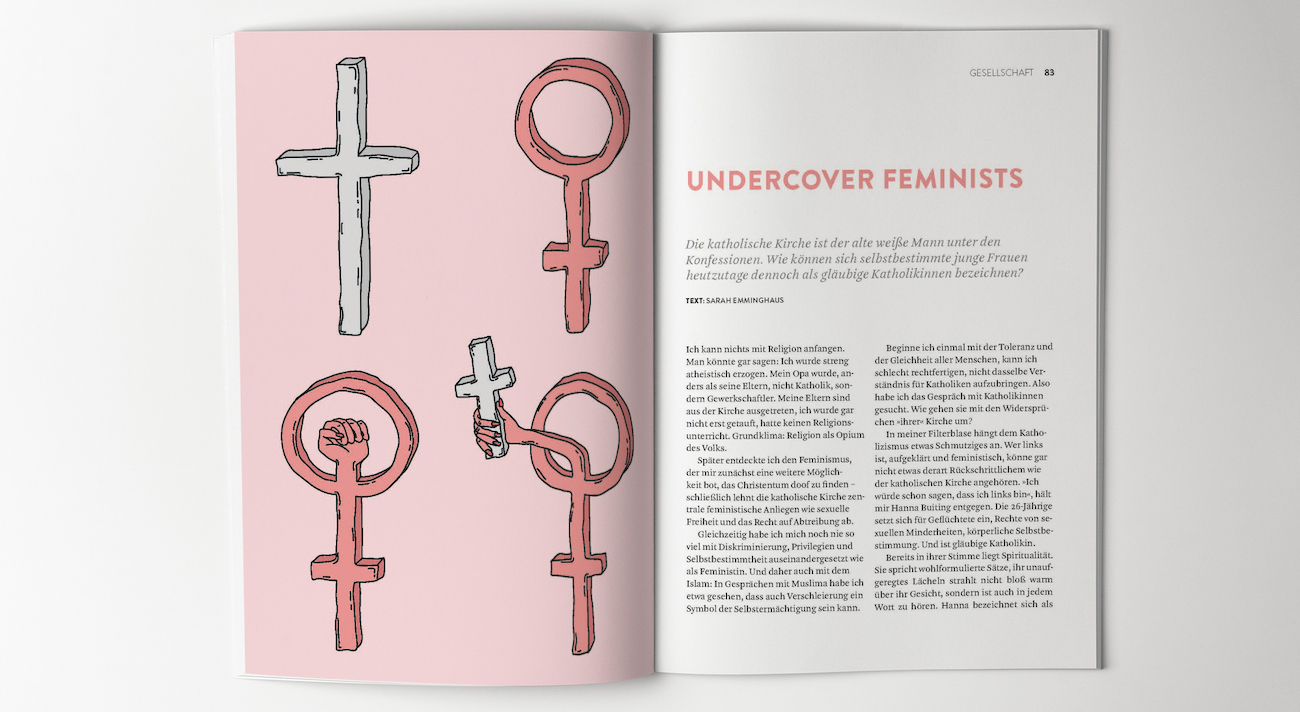 GESELLSCHAFT 83
UNDERCOVER FEMINISTS
Die katholische Kirche ist der alte weiße Mann unter den
Konfessionen. Wie können sich selbstbestimmte junge Frauen
heutzutage dennoch als gläubige Katholikinnen bezeichnen?
TEXT: SARAH EMMINGHAUS
Ich kann nichts mit Religion anfangen.
Man könnte gar sagen: Ich wurde streng
atheistisch erzogen. Mein Opa wurde, an-
ders als seine Eltern, nicht Katholik, son-
dern Gewerkschaftler. Meine Eltern sind
aus der Kirche ausgetreten, ich wurde gar
nicht erst getauft, hatte keinen Religions-
unterricht. Grundklima: Religion als Opium
des Volks.
Später entdeckte ich den Feminismus,
der mir zunächst eine weitere Möglich-
keit bot, das Christentum doof zu finden –
schließlich lehnt die katholische Kirche zen-
trale feministische Anliegen wie sexuelle
Freiheit und das Recht auf Abtreibung ab.
Gleichzeitig habe ich mich noch nie so
viel mit Diskriminierung, Privilegien und
Selbstbestimmtheit auseinandergesetzt wie
als Feministin. Und daher auch mit dem
Islam: In Gesprächen mit Muslima habe ich
etwa gesehen, dass auch Verschleierung ein
Symbol der Selbstermächtigung sein kann.
Beginne ich einmal mit der Toleranz und
der Gleichheit aller Menschen, kann ich
schlecht rechtfertigen, nicht dasselbe Ver-
ständnis für Katholiken aufzubringen. Also
habe ich das Gespräch mit Katholikinnen
gesucht. Wie gehen sie mit den Widersprü-
chen »ihrer« Kirche um?
In meiner Filterblase hängt dem Katho-
lizismus etwas Schmutziges an. Wer links
ist, aufgeklärt und feministisch, könne gar
nicht etwas derart Rückschrittlichem wie
der katholischen Kirche angehören. »Ich
würde schon sagen, dass ich links bin«, hält
mir Hanna Buiting entgegen. Die 26-Jährige
setzt sich für Geflüchtete ein, Rechte von se-
xuellen Minderheiten, körperliche Selbstbe-
stimmung. Und ist gläubige Katholikin.
Bereits in ihrer Stimme liegt Spiritualität.
Sie spricht wohlformulierte Sätze, ihr unauf-
geregtes Lächeln strahlt nicht bloß warm
über ihr Gesicht, sondern ist auch in jedem
Wort zu hören. Hanna bezeichnet sich als